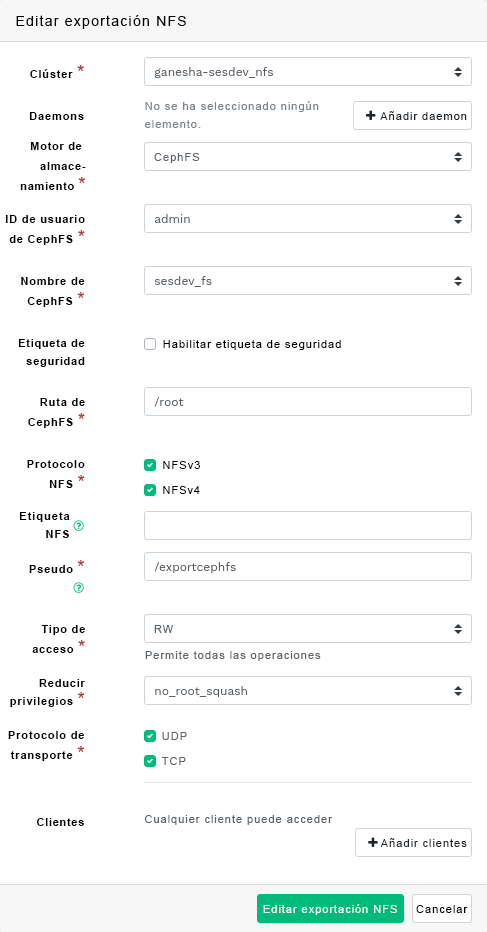 Editar exportación NFS
Clúster *
ganesha-sesdev_nfs
Daemons
No se ha seleccionado ningún
elemento.
Añadir daemon
Motor de
almace-
namiento *
CephFS
ID de usuario
de CephFS *
admin
Nombre de
CephFS *
sesdev_fs
Etiqueta de
seguridad
Habilitar etiqueta de seguridad
Ruta de
CephFS *
/root
Protocolo
NFS *
NFSv3
NFSv4
Etiqueta
NFS ?
Pseudo *
?
/exportcephfs
Tipo de
acceso *
RW
Permite todas las operaciones
Reducir
privilegios *
no_root_squash
Protocolo de
transporte *
UDP
TCP
Clientes
Cualquier cliente puede acceder
Añadir clientes
Editar exportación NFS
Cancelar